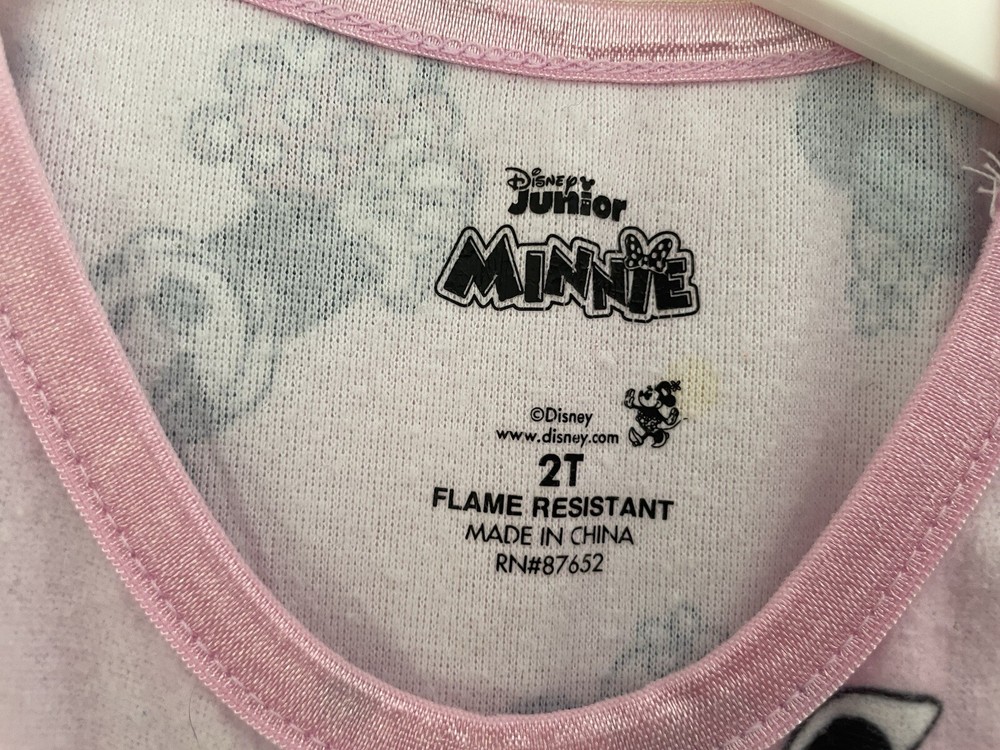 Disney
Junior
MINNIE
©Disney
www.disney.com
2T
FLAME RESISTANT
MADE IN CHINA
RN#87652